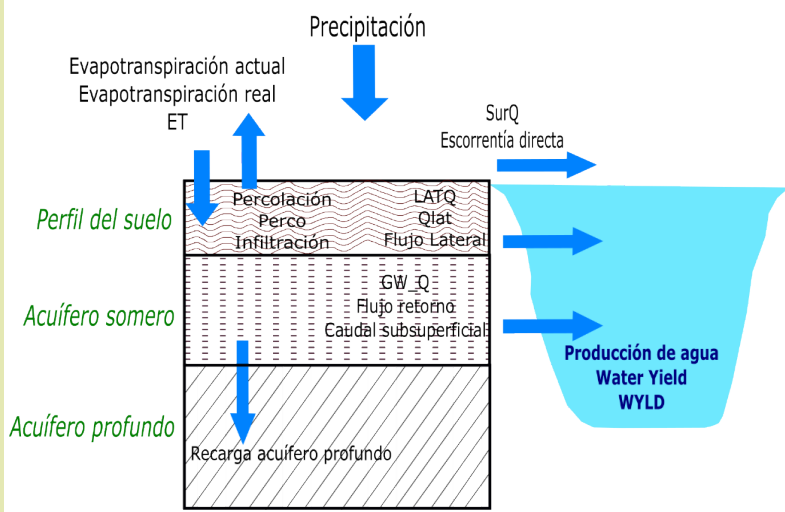 Precipitación
Evapotranspiración actual
Evapotranspiración real
ET
SurQ
Escorrentía directa
Perfil del suelo
Percolación
Perco
Infiltración
LATQ
Qlat
Flujo Lateral
Acuífero somero
GW_Q
Flujo retorno
Caudal subsuperficial
Producción de agua
Water Yield
WYLD
Acuífero profundo
Recarga acuífero profundo